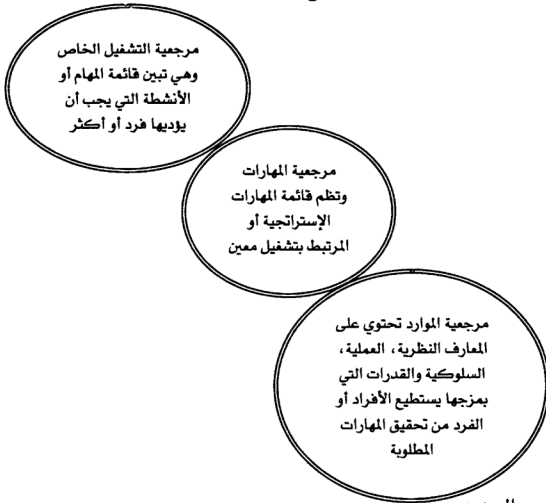 مرجعية التشغيل الخاص
وهي تبين قائمة المهام أو
الأنشطة التي يجب أن
يؤديها فرد أو أكثر
مرجعية المهارات
وتظم قائمة المهارات
الإستراتجية أو
المرتبط بتشغيل معين
مرجعية الموارد تحتوي على
المعارف النظرية، العملية،
السلوكية والقدرات التي
بمزجها يستطيع الأفراد أو
الفرد من تحقيق المهارات
المطلوبة